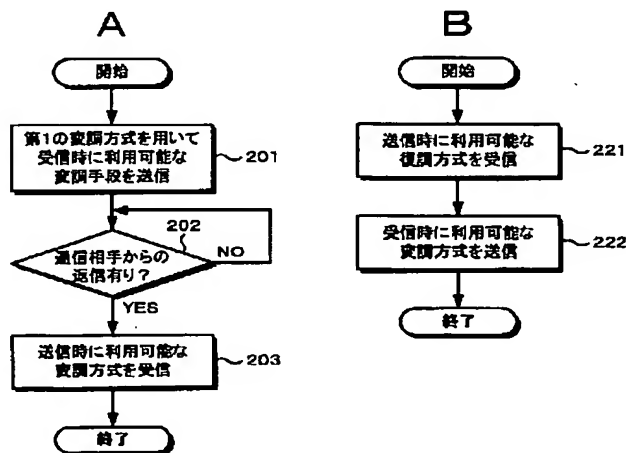 A
開始
第1の変調方式を用いて
受信時に利用可能な
変調手段を送信
201
202
通信相手からの
返信有り?
NO
YES
送信時に利用可能な
変調方式を受信
203
終了
B
開始
送信時に利用可能な
復調方式を受信
221
受信時に利用可能な
変調方式を送信
222
終了